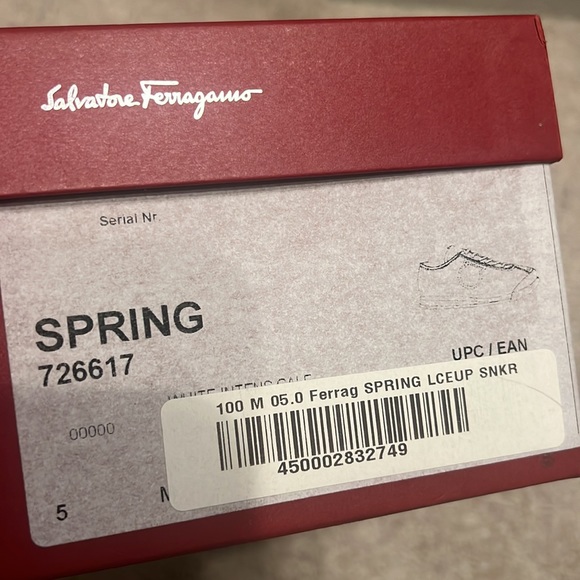 Salvatore Ferragamo
Serial Nr.
SPRING
726617
UPC / EAN
100 M 05.0 Ferrag SPRING LCEUP SNKR
450002832749
00000
5